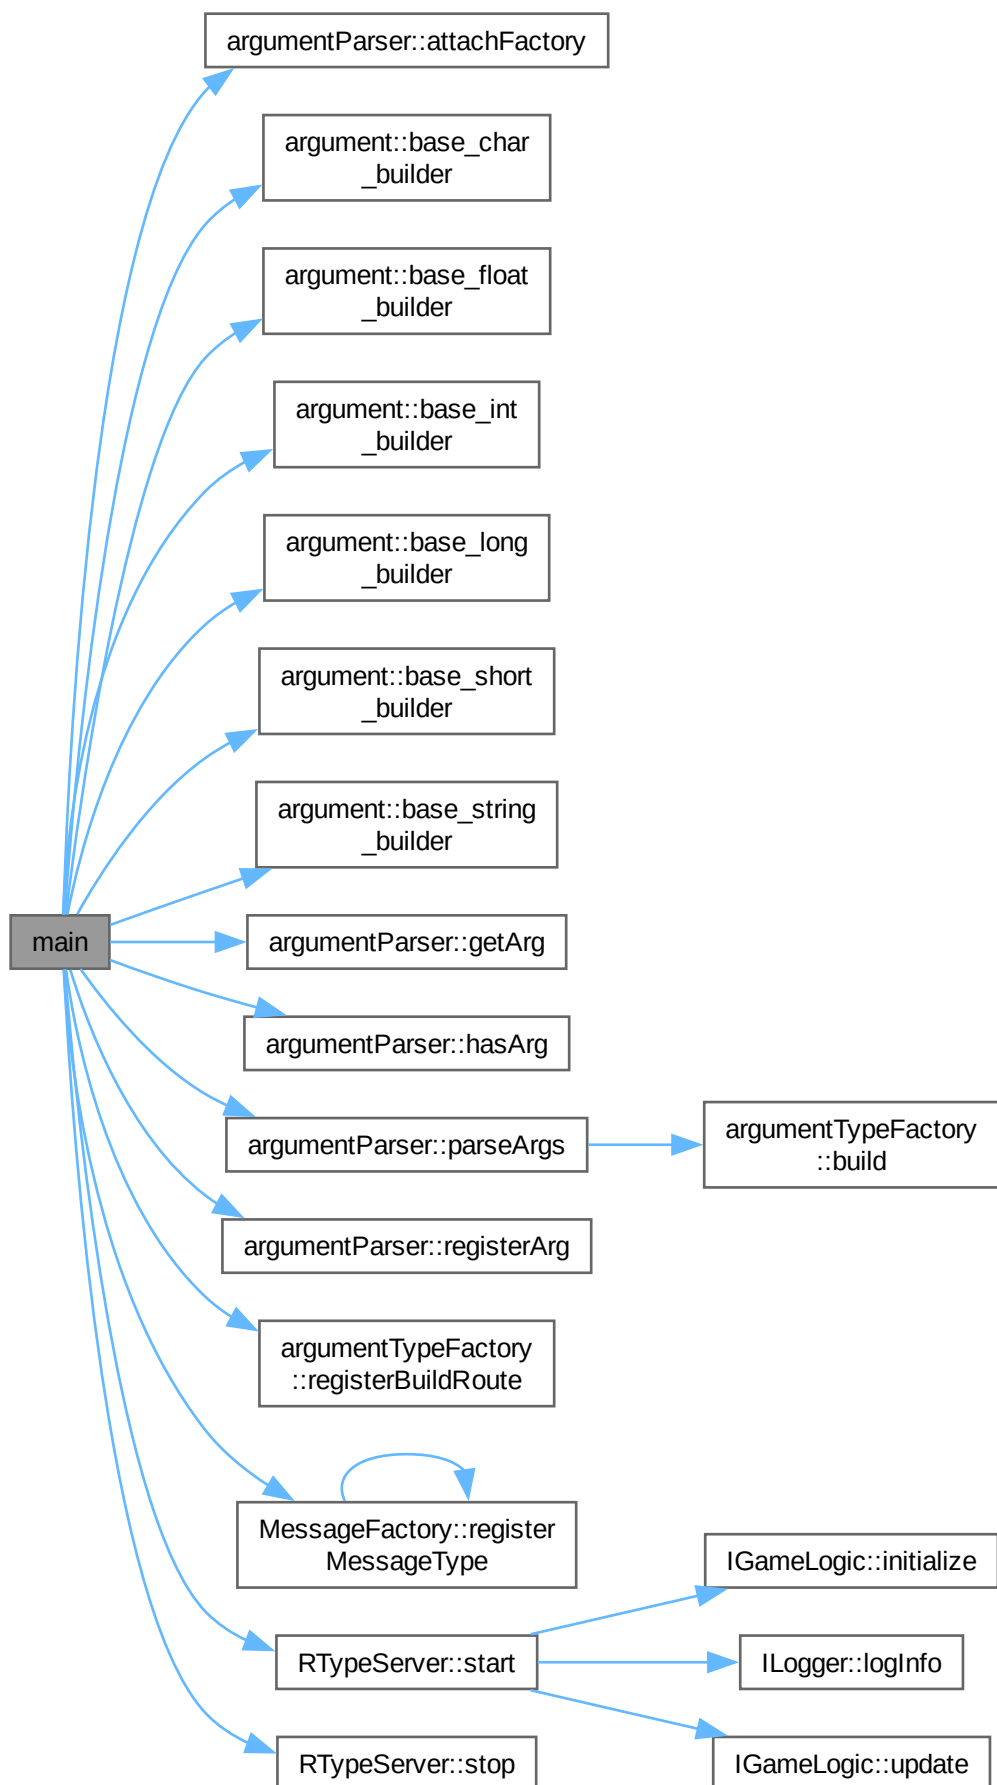 argumentParser::attachFactory
argument::base_char
_builder
argument::base_float
_builder
argument::base_int
_builder
argument::base_long
_builder
argument::base_short
_builder
argument::base_string
_builder
main
argumentParser::getArg
argumentParser::hasArg
argumentParser::parseArgs
argumentTypeFactory
::build
argumentParser::registerArg
argumentTypeFactory
::registerBuildRoute
MessageFactory::register
MessageType
IGameLogic::initialize
RTypeServer::start
ILogger::logInfo
RTypeServer::stop
IGameLogic::update